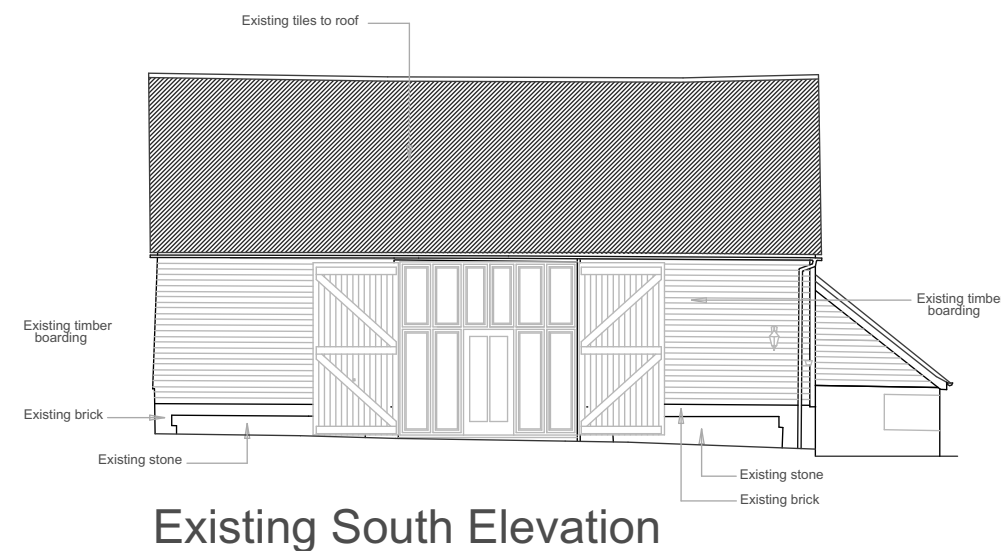 Existing tiles to roof
Existing timber
boarding
Existing timber
boarding
Existing brick
Existing stone
Existing stone
Existing brick
Existing South Elevation